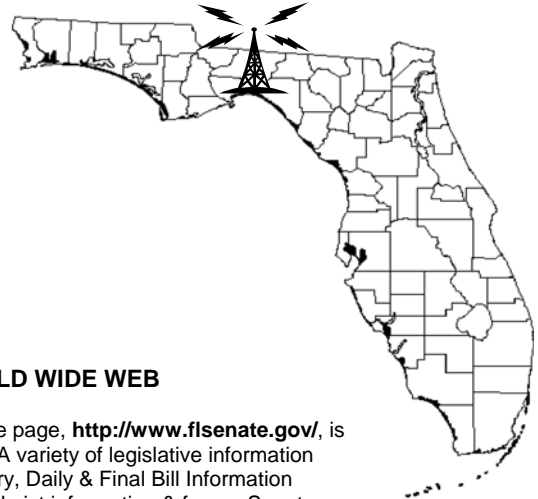 LD WIDE WEB
e page, http://www.flsenate.gov/, is
A variety of legislative information
ry, Daily & Final Bill Information